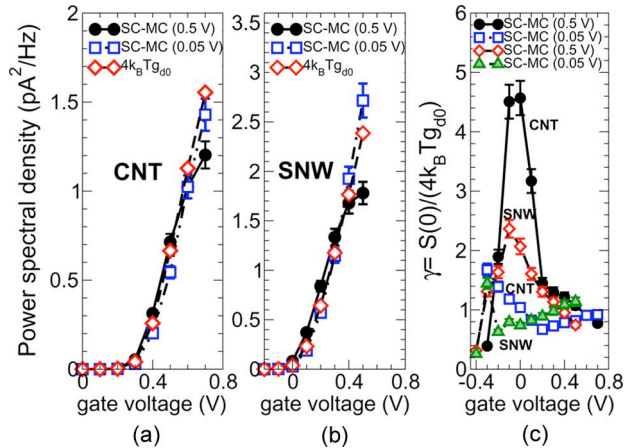 (a)
SC-MC (0.5 V)
SC-MC (0.05 V)
4k_BTg_d0
CNT
Power spectral density (pA²/Hz)
2
1.5
1
0.5
0
0 0.4 0.8
gate voltage (V)
(b)
SC-MC (0.5 V)
SC-MC (0.05 V)
4k_BTg_d0
SNW
4
3.5
3
2.5
2
1.5
1
0.5
0
0 0.4 0.8
gate voltage (V)
(c)
SC-MC (0.5 V)
SC-MC (0.05 V)
SC-MC (0.5 V)
SC-MC (0.05 V)
γ= S(0)/(4k_BTg_d0)
6
5
4
3
2
1
0
CNT
SNW
CNT
SNW
-0.4 0 0.4 0.8
gate voltage (V)
(a) (b) (c)